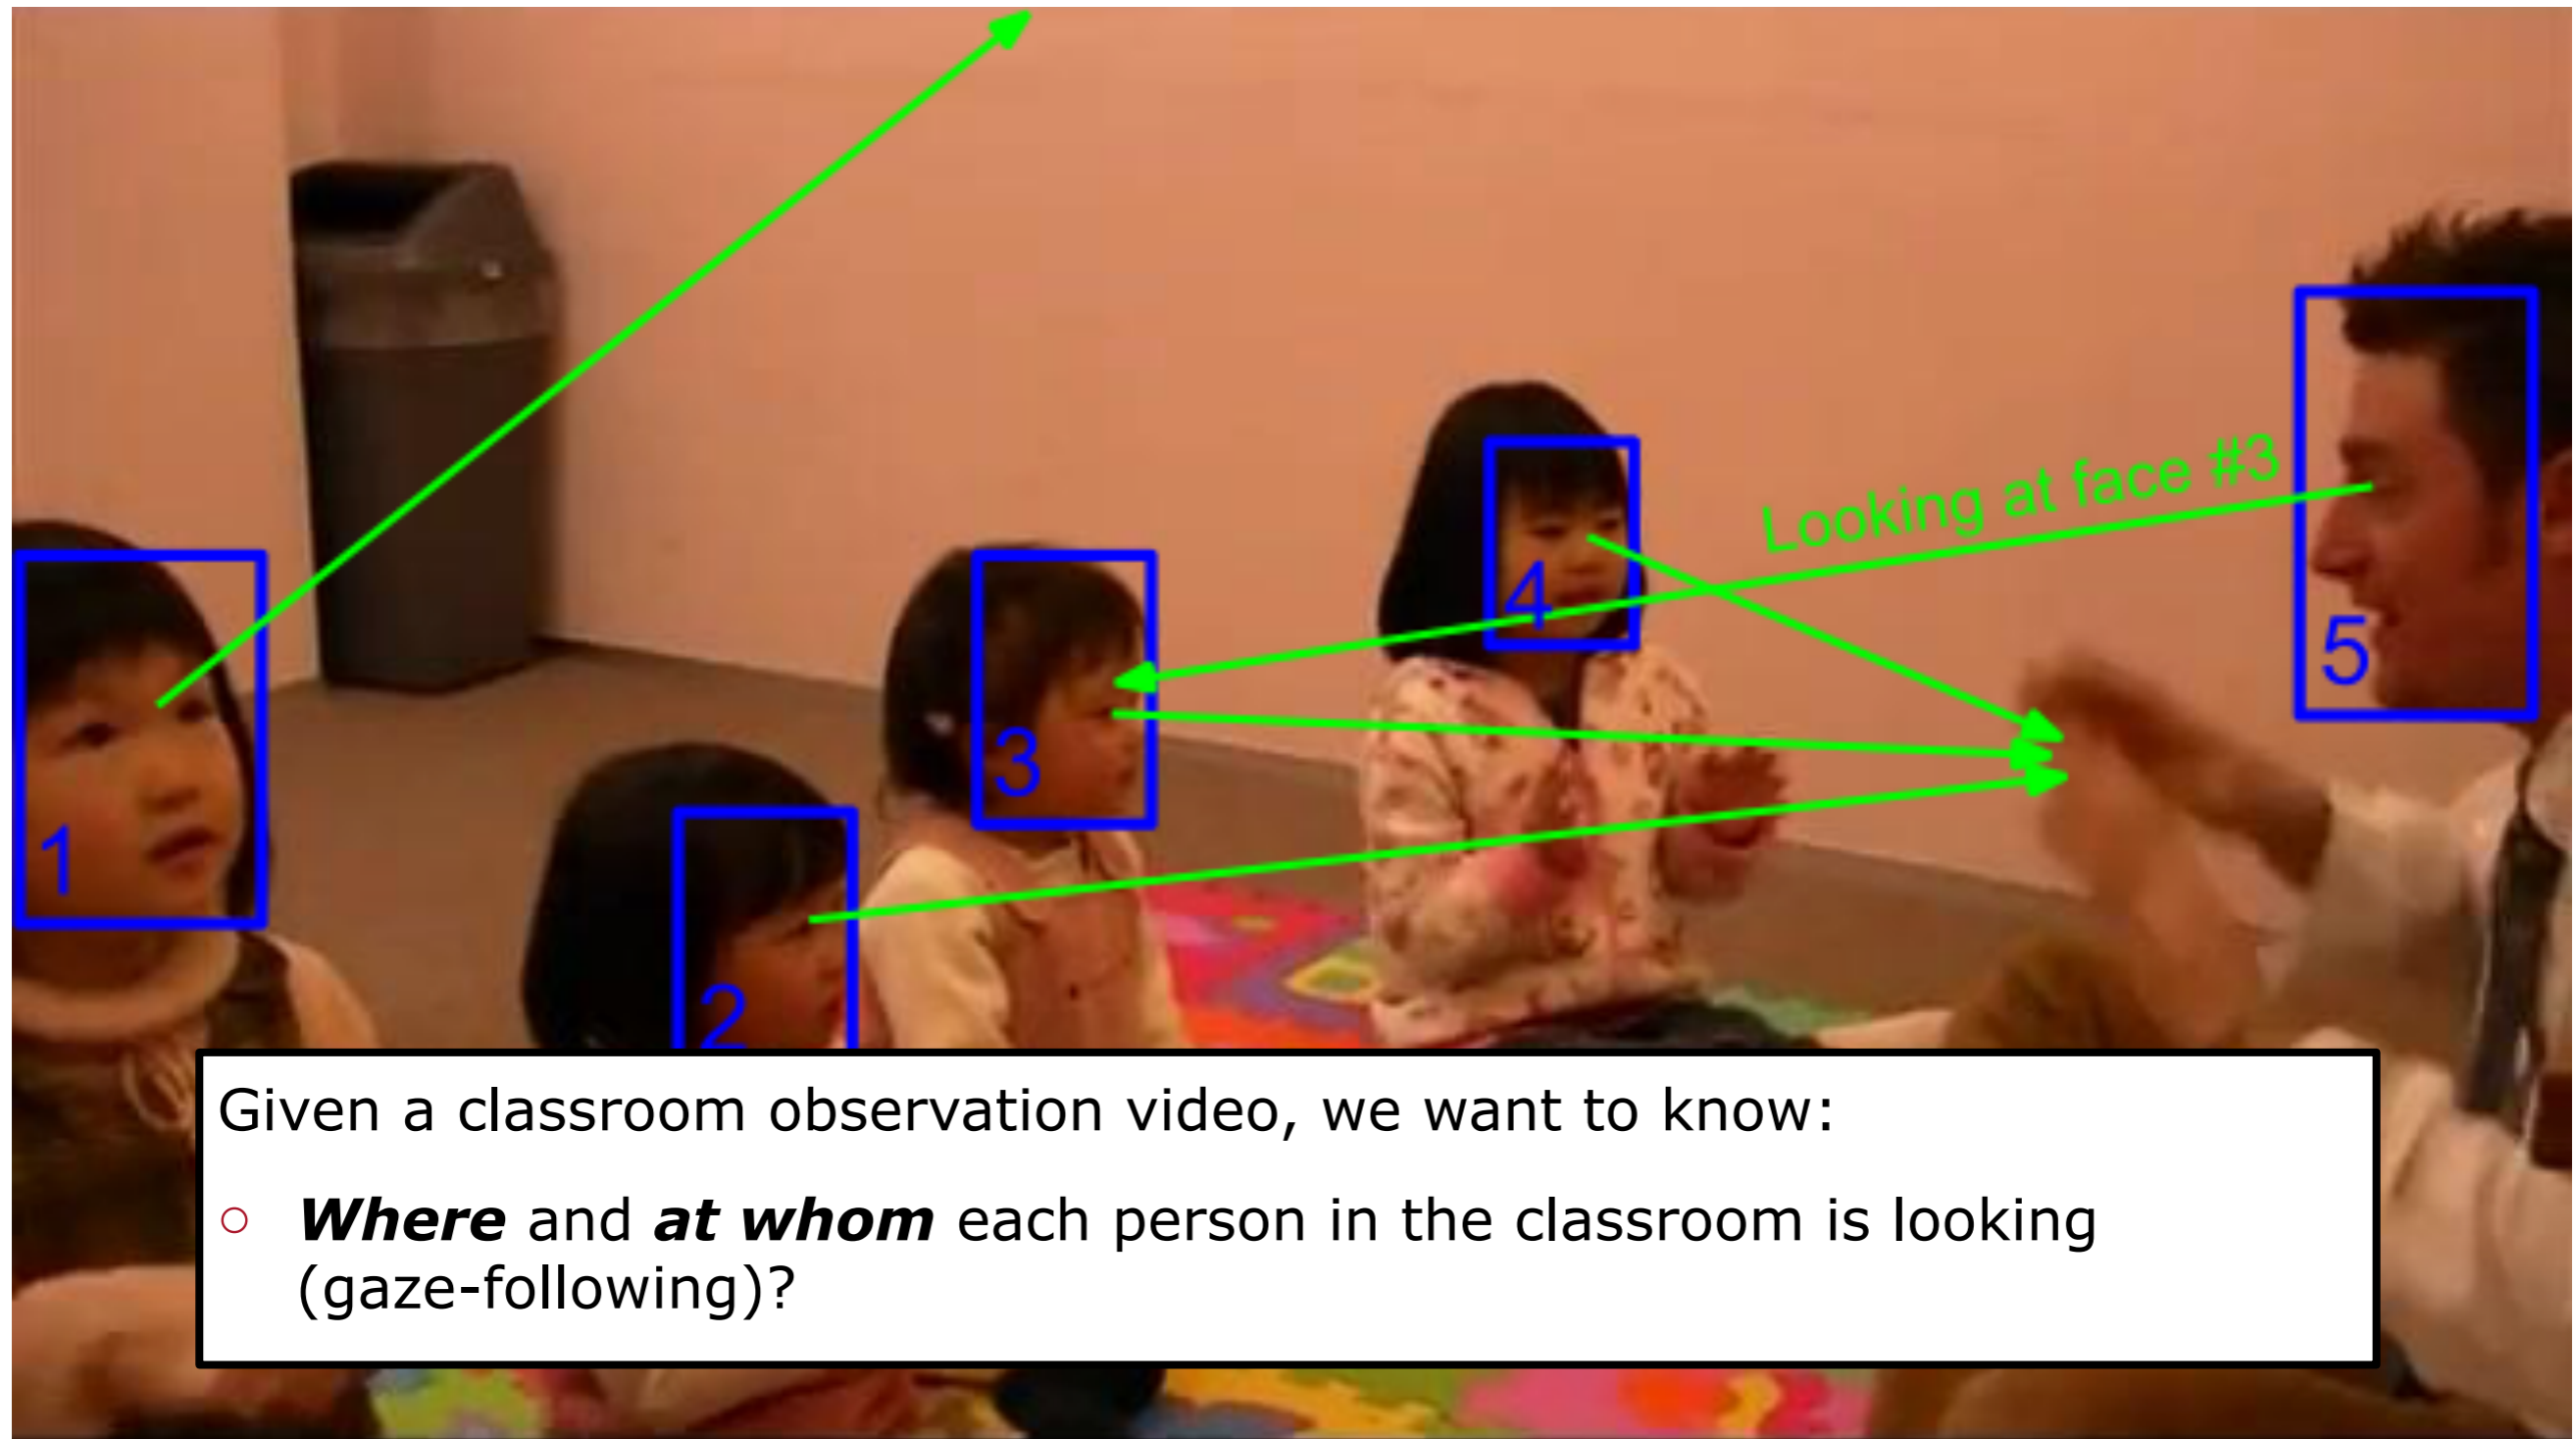 Looking at face #3
4
5
3
1
2
Given a classroom observation video, we want to know:
○ Where and at whom each person in the classroom is looking
(gaze-following)?